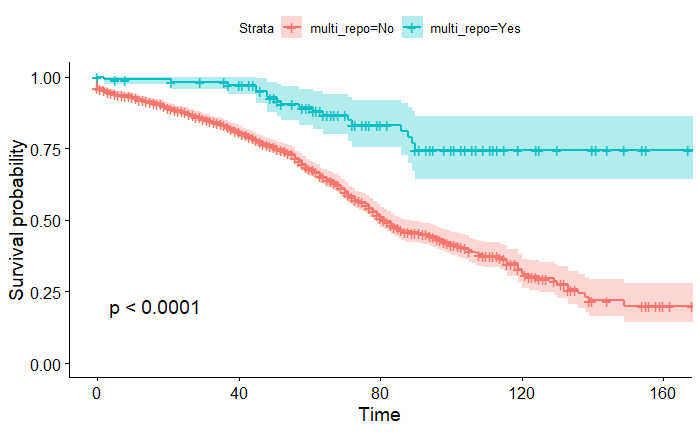 Strata multi_repo=No multi_repo=Yes
1.00
0.75
0.50
0.25
0.00
Survival probability
p < 0.0001
0 40 80 120 160
Time